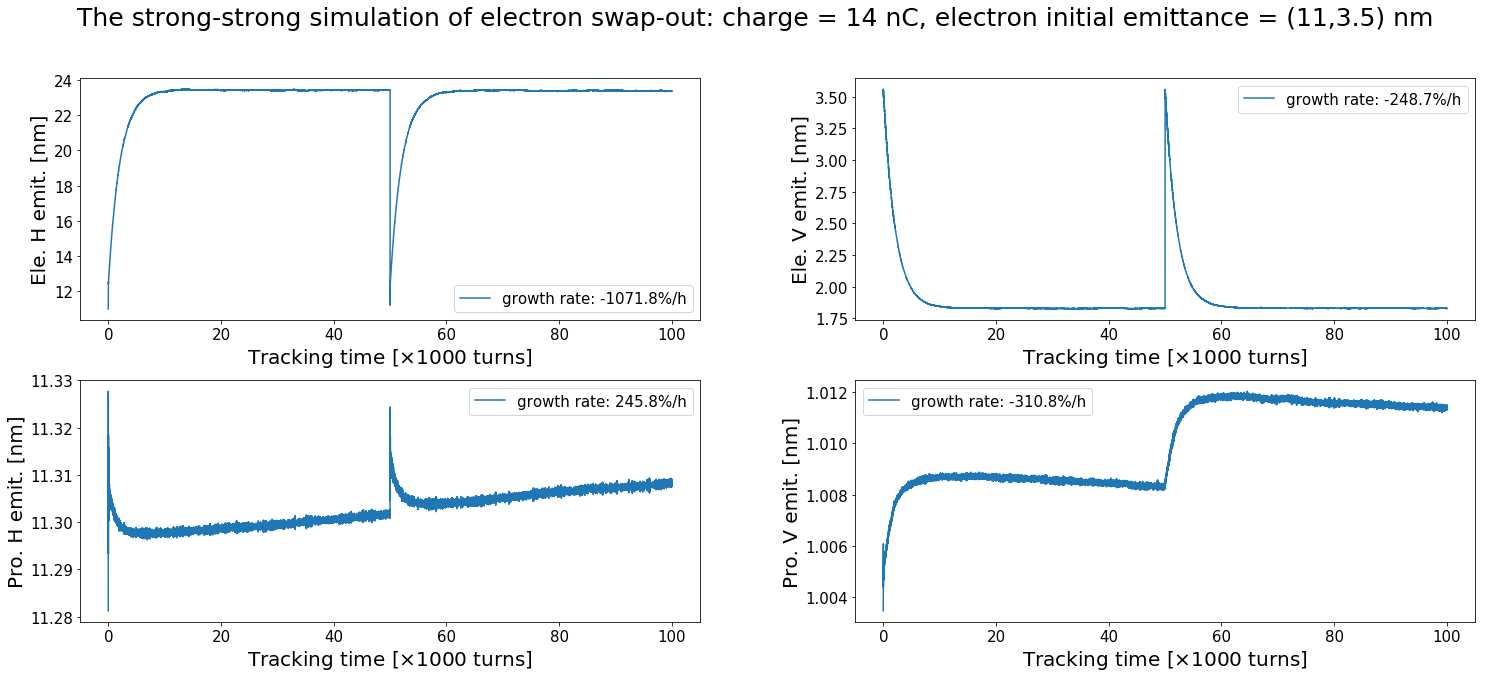 The strong-strong simulation of electron swap-out: charge = 14 nC, electron initial emittance = (11,3.5) nm
24
22
20
18
16
14
12
Ele. H emit. [nm]
growth rate: -1071.8%/h
0 20 40 60 80 100
Tracking time [×1000 turns]
3.50
3.25
3.00
2.75
2.50
2.25
2.00
1.75
Ele. V emit. [nm]
growth rate: -248.7%/h
0 20 40 60 80 100
Tracking time [×1000 turns]
11.33
11.32
11.31
11.30
11.29
11.28
Pro. H emit. [nm]
growth rate: 245.8%/h
0 20 40 60 80 100
Tracking time [×1000 turns]
1.012
1.010
1.008
1.006
1.004
Pro. V emit. [nm]
growth rate: -310.8%/h
0 20 40 60 80 100
Tracking time [×1000 turns]